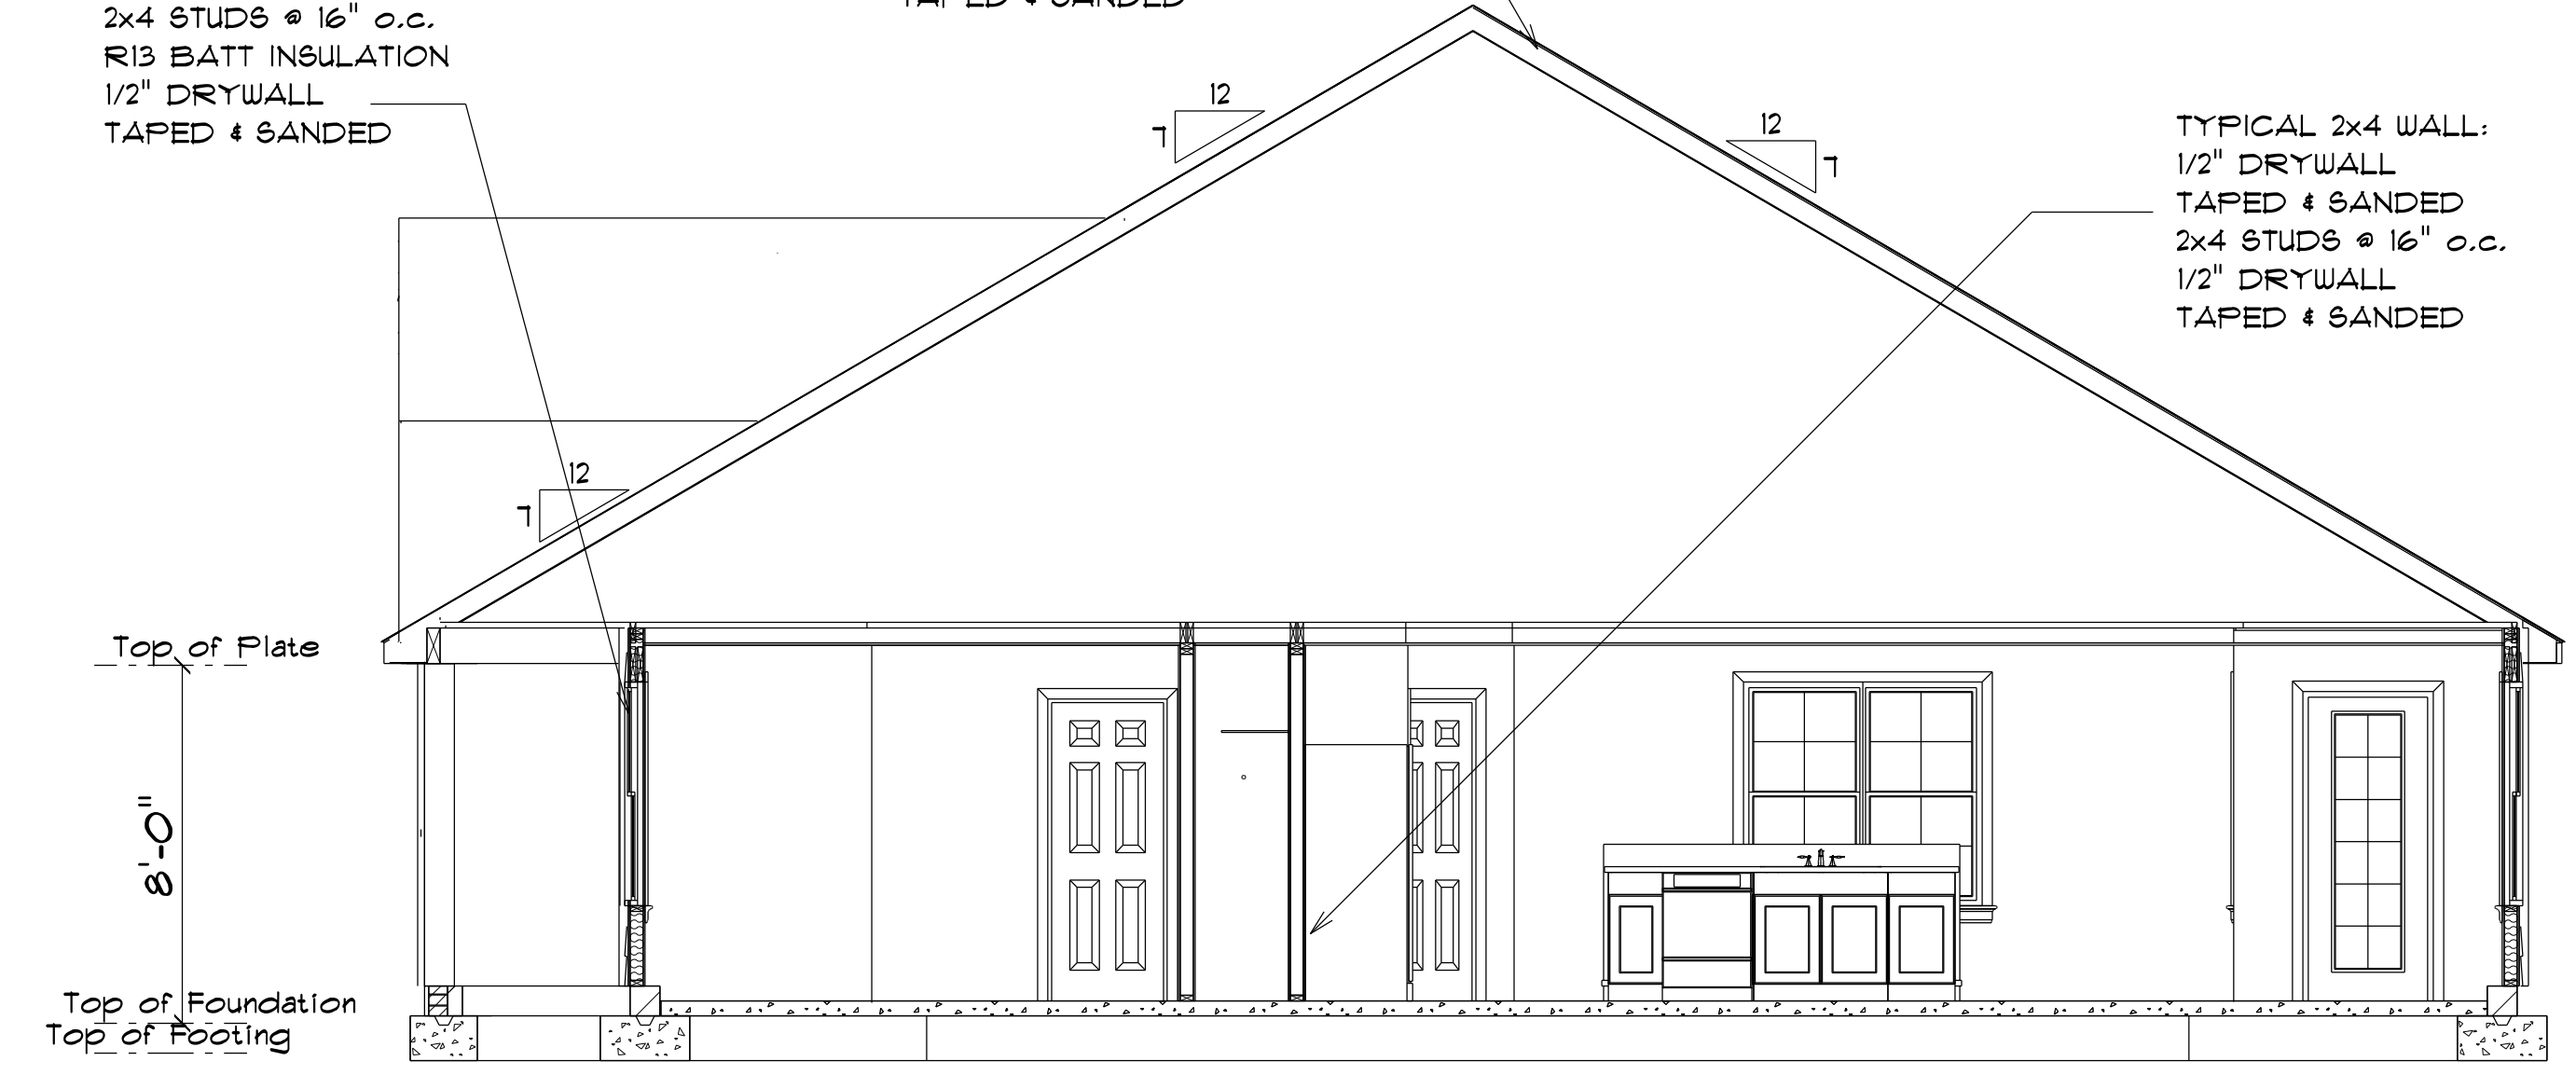 2x4 STUDS @ 16" o.c.
R13 BATT INSULATION
1/2" DRYWALL
TAPED & SANDED
TAPED & SANDED
12
7
12
7
TYPICAL 2x4 WALL:
1/2" DRYWALL
TAPED & SANDED
2x4 STUDS @ 16" o.c.
1/2" DRYWALL
TAPED & SANDED
12
7
Top of Plate
8'-0"
Top of Foundation
Top of Footing